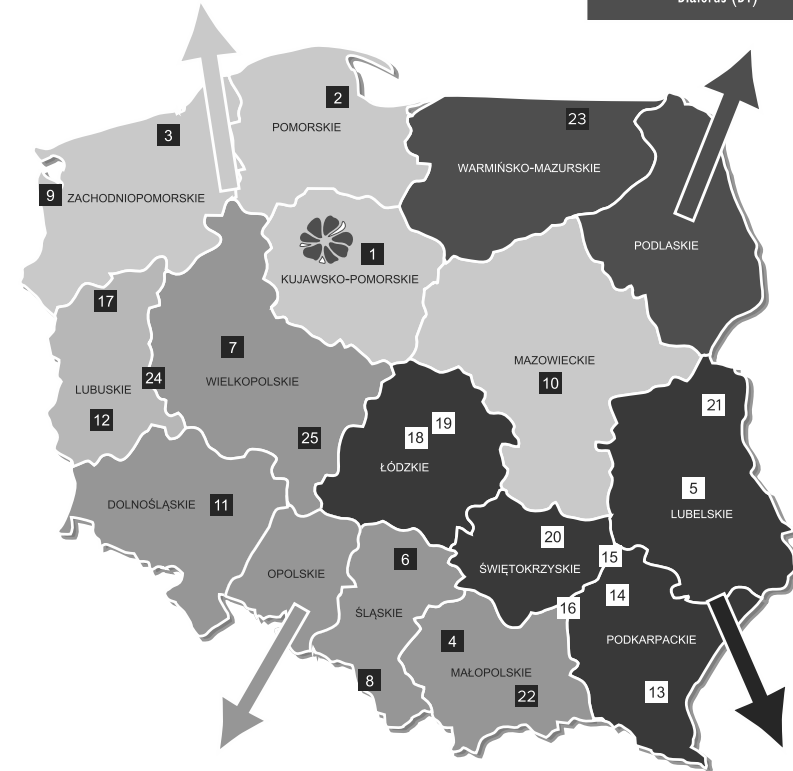 Białoruś (BY)
2
3
POMORSKIE
23
WARMIŃSKO-MAZURSKIE
9
ZACHODNIOPOMORSKIE
PODLASKIE
1
KUJAWSKO-POMORSKIE
17
7
MAZOWIECKIE
10
24
WIELKOPOLSKIE
LUBUSKIE
12
21
19
18
25
ŁÓDZKIE
5
LUBELSKIE
DOLNOŚLĄSKIE
11
20
15
6
ŚWIĘTOKRZYSKIE
OPOLSKIE
14
16
ŚLĄSKIE
4
PODKARPACKIE
MAŁOPOLSKIE
8
22
13